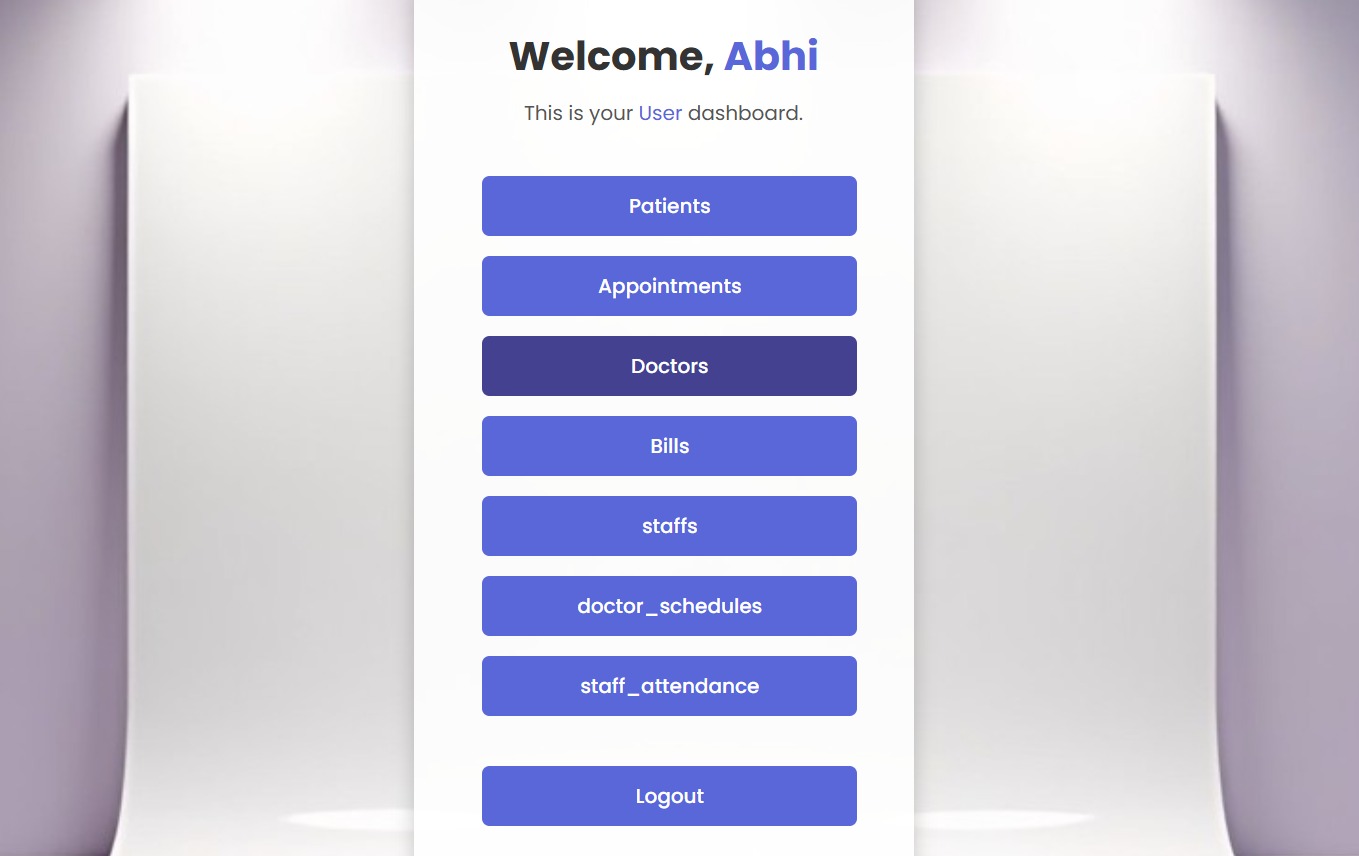 Welcome, Abhi
This is your User dashboard.
Patients
Appointments
Doctors
Bills
staffs
doctor_schedules
staff_attendance
Logout